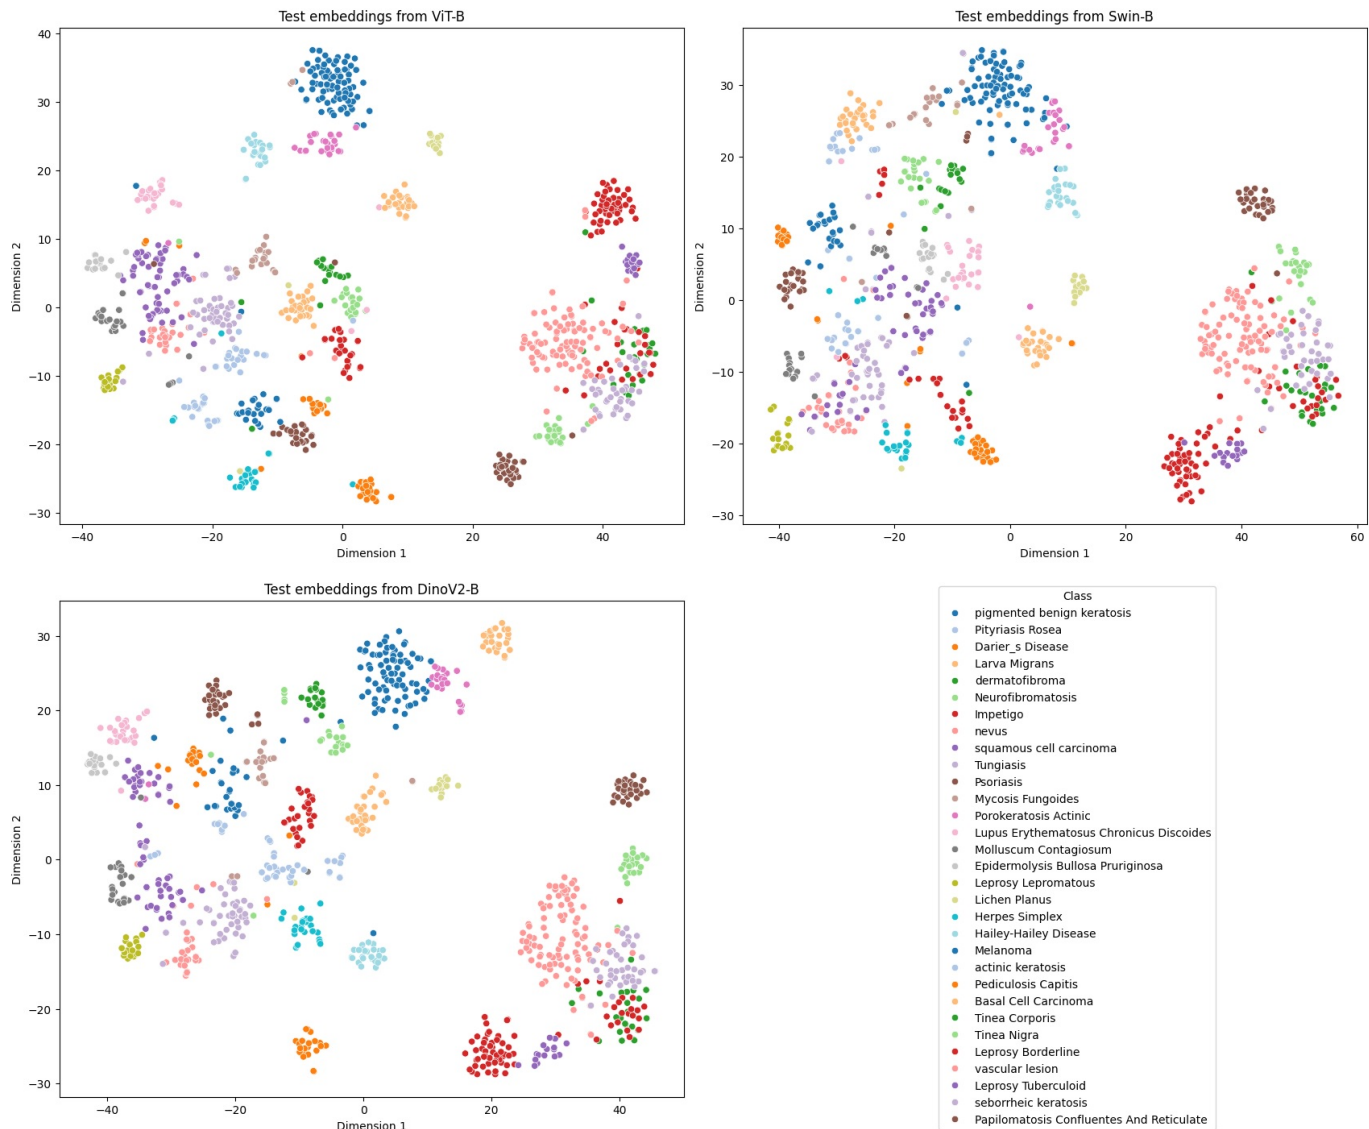 Test embeddings from ViT-B
40
30
20
10
0
−10
−20
−30
Dimension 2
−40
−20
0
20
40
Dimension 1
Test embeddings from Swin-B
30
20
10
0
−10
−20
−30
Dimension 2
−40
−20
0
20
40
60
Dimension 1
Test embeddings from DinoV2-B
30
20
10
0
−10
−20
−30
Dimension 2
−40
−20
0
20
40
Dimension 1
Class
pigmented benign keratosis
Pityriasis Rosea
Darier_s Disease
Larva Migrans
dermatofibroma
Neurofibromatosis
Impetigo
nevus
squamous cell carcinoma
Tungiasis
Psoriasis
Mycosis Fungoides
Porokeratosis Actinic
Lupus Erythematosus Chronicus Discoides
Molluscum Contagiosum
Epidermolysis Bullosa Pruriginosa
Leprosy Lepromatous
Lichen Planus
Herpes Simplex
Hailey-Hailey Disease
Melanoma
actinic keratosis
Pediculosis Capitis
Basal Cell Carcinoma
Tinea Corporis
Tinea Nigra
Leprosy Borderline
vascular lesion
Leprosy Tuberculoid
seborrheic keratosis
Papilomatosis Confluentes And Reticulate